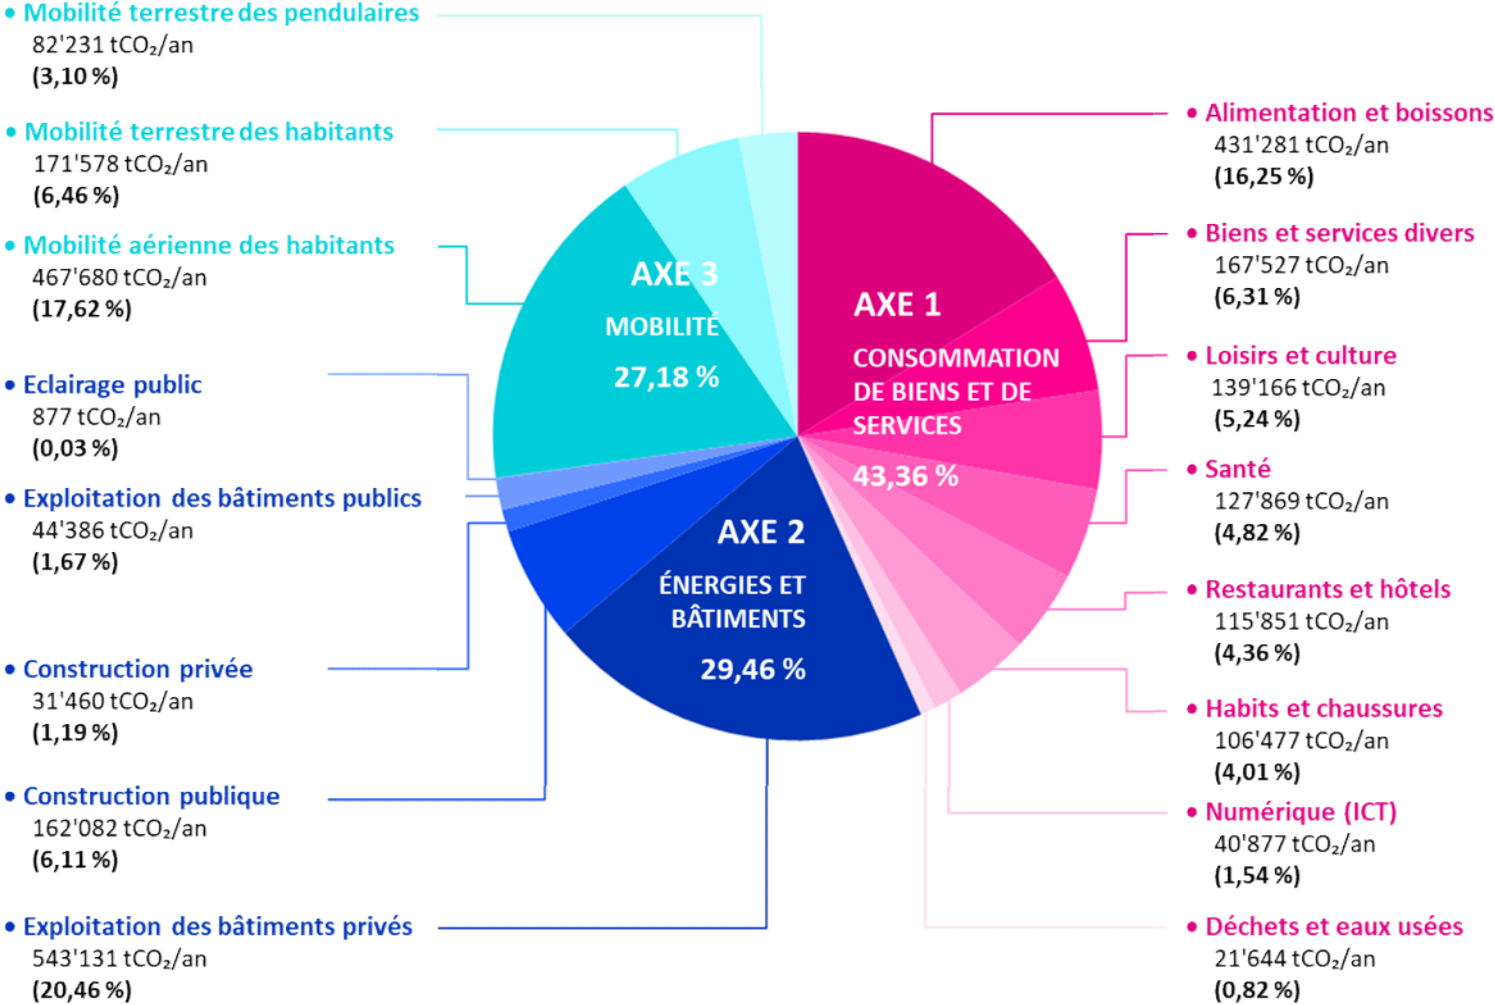 • Mobilité terrestre des pendulaires
82'231 tCO₂/an
(3,10 %)
• Mobilité terrestre des habitants
171'578 tCO₂/an
(6,46 %)
• Mobilité aérienne des habitants
467'680 tCO₂/an
(17,62 %)
• Eclairage public
877 tCO₂/an
(0,03 %)
• Exploitation des bâtiments publics
44'386 tCO₂/an
(1,67 %)
• Construction privée
31'460 tCO₂/an
(1,19 %)
• Construction publique
162'082 tCO₂/an
(6,11 %)
• Exploitation des bâtiments privés
543'131 tCO₂/an
(20,46 %)
AXE 3
MOBILITÉ
27,18 %
AXE 1
CONSOMMATION
DE BIENS ET DE
SERVICES
43,36 %
AXE 2
ÉNERGIES ET
BÂTIMENTS
29,46 %
• Alimentation et boissons
431'281 tCO₂/an
(16,25 %)
• Biens et services divers
167'527 tCO₂/an
(6,31 %)
• Loisirs et culture
139'166 tCO₂/an
(5,24 %)
• Santé
127'869 tCO₂/an
(4,82 %)
• Restaurants et hôtels
115'851 tCO₂/an
(4,36 %)
• Habits et chaussures
106'477 tCO₂/an
(4,01 %)
• Numérique (ICT)
40'877 tCO₂/an
(1,54 %)
• Déchets et eaux usées
21'644 tCO₂/an
(0,82 %)